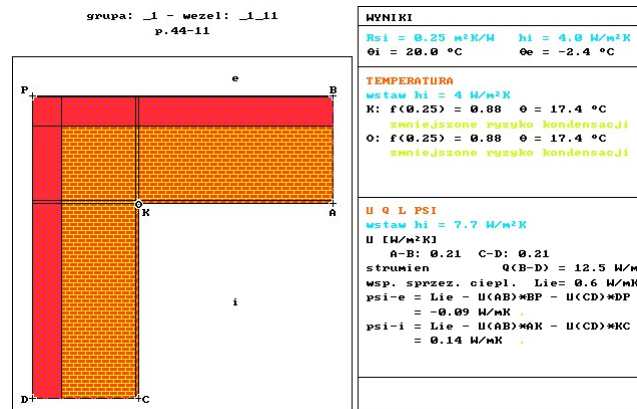 grupa: _1 - wezel: _1_11
p.44-11
e
P
B
K
A
i
D
C
WYNIKI
Rsi = 0.25 m²K/W hi = 4.0 W/m²K
θi = 20.0 °C θe = -2.4 °C
TEMPERATURA
wstaw hi = 4 W/m²K
K: f(0.25) = 0.88 θ = 17.4 °C
zmniejszone ryzyko kondensacji
O: f(0.25) = 0.88 θ = 17.4 °C
zmniejszone ryzyko kondensacji
U Q L PSI
wstaw hi = 7.7 W/m²K
U [W/m²K]
A-B: 0.21 C-D: 0.21
strumien Q(B-D) = 12.5 W/m
wsp. sprzez. ciepl. Lie= 0.6 W/mK
psi-e = Lie - U(AB)*BP - U(CD)*DP
= -0.09 W/mK .
psi-i = Lie - U(AB)*AK - U(CD)*KC
= 0.14 W/mK .